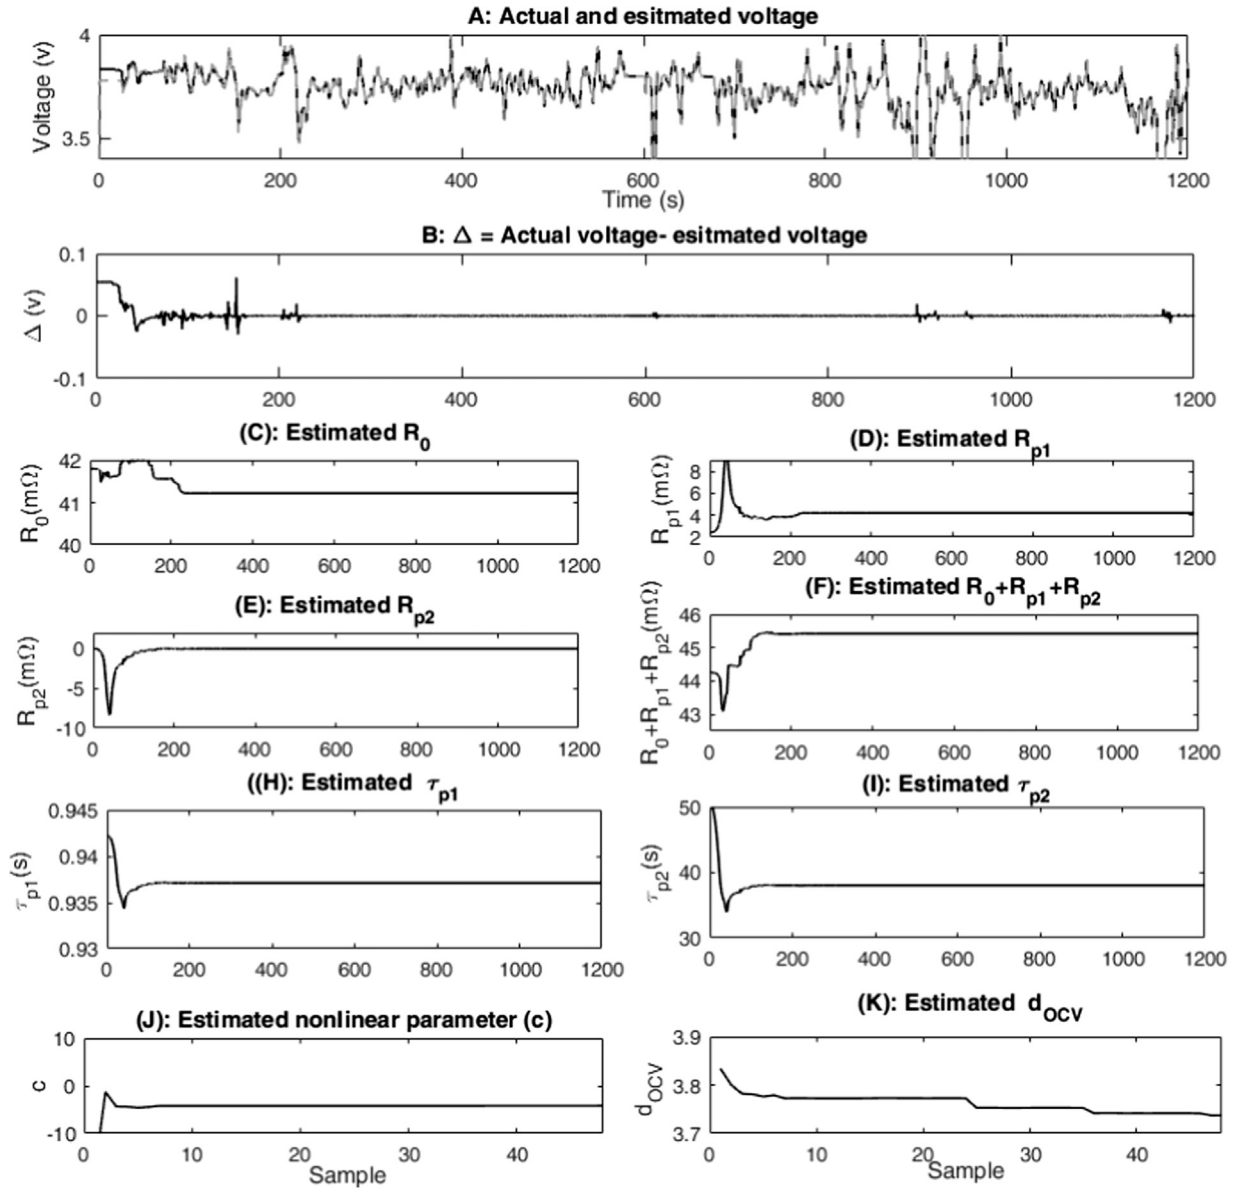 A: Actual and esitmated voltage
Voltage (v)
4
3.5
0 200 400 600 800 1000 1200
Time (s)
B: Δ = Actual voltage- esitmated voltage
Δ (v)
0.1
0
-0.1
0 200 400 600 800 1000 1200
(C): Estimated R0
R0(mΩ)
42
41
40
0 200 400 600 800 1000 1200
(D): Estimated Rp1
Rp1(mΩ)
8
6
4
2
0 200 400 600 800 1000 1200
(E): Estimated Rp2
Rp2(mΩ)
0
-5
-10
0 200 400 600 800 1000 1200
(F): Estimated R0+Rp1+Rp2
R0+Rp1+Rp2(mΩ)
46
45
44
43
0 200 400 600 800 1000 1200
((H): Estimated τp1
τp1(s)
0.945
0.94
0.935
0.93
0 200 400 600 800 1000 1200
(I): Estimated τp2
τp2(s)
50
40
30
0 200 400 600 800 1000 1200
(J): Estimated nonlinear parameter (c)
c
10
0
-10
0 10 20 30 40
Sample
(K): Estimated dOCV
dOCV
3.9
3.8
3.7
0 10 20 30 40
Sample